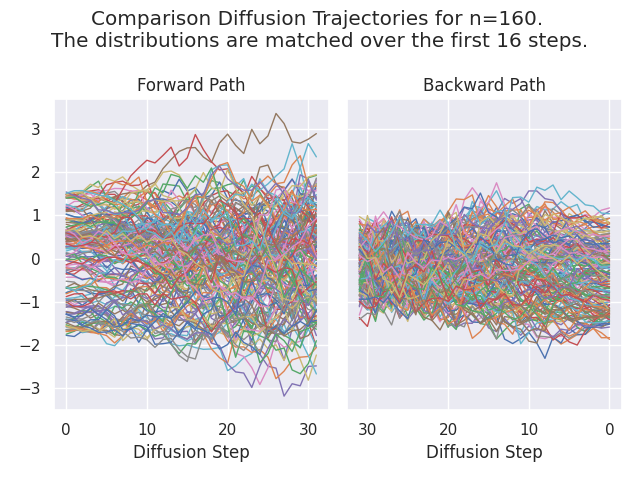 Comparison Diffusion Trajectories for n=160.
The distributions are matched over the first 16 steps.
Forward Path
Backward Path
3
2
1
0
−1
−2
−3
0 10 20 30
30 20 10 0
Diffusion Step
Diffusion Step